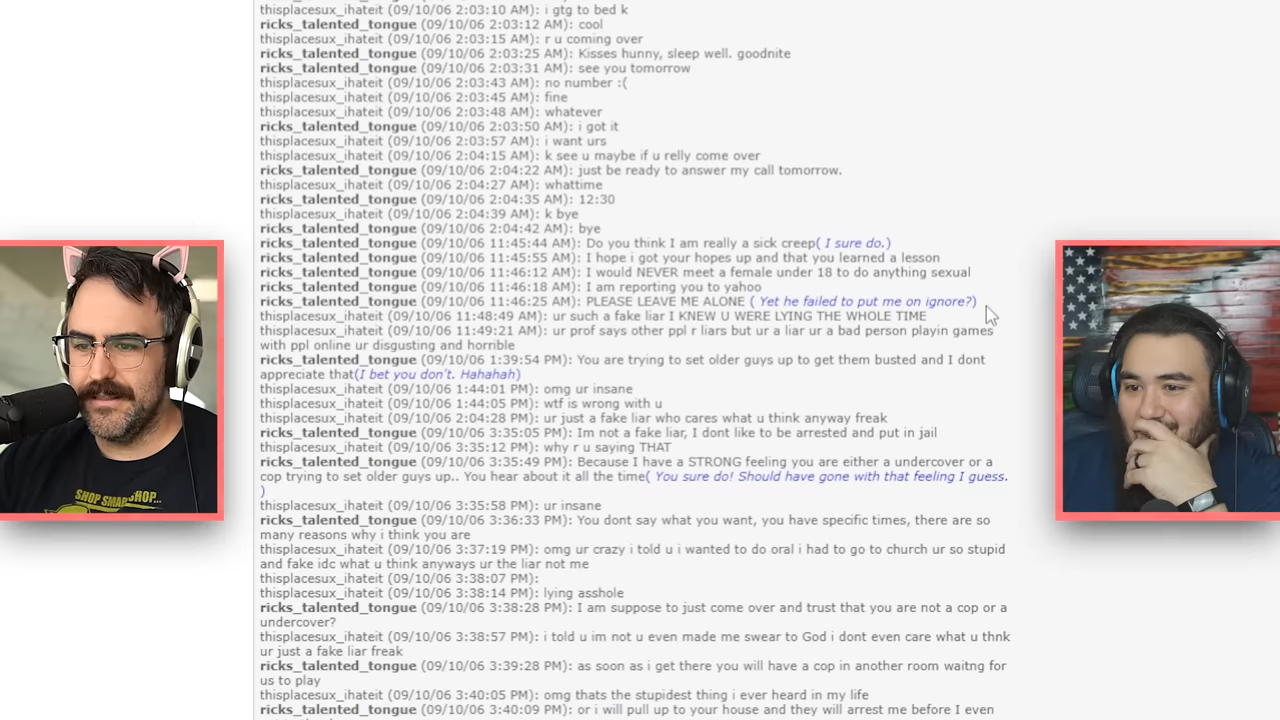 thisplacesux_ihateit (09/10/06 2:03:10 AM): i gtg to bed k
ricks_talented_tongue (09/10/06 2:03:12 AM): cool
thisplacesux_ihateit (09/10/06 2:03:15 AM): r u coming over
ricks_talented_tongue (09/10/06 2:03:25 AM): Kisses hunny, sleep well. goodnite
ricks_talented_tongue (09/10/06 2:03:31 AM): see you tomorrow
thisplacesux_ihateit (09/10/06 2:03:43 AM): no number :(
thisplacesux_ihateit (09/10/06 2:03:45 AM): fine
thisplacesux_ihateit (09/10/06 2:03:48 AM): whatever
ricks_talented_tongue (09/10/06 2:03:50 AM): i got it
thisplacesux_ihateit (09/10/06 2:03:57 AM): i want urs
thisplacesux_ihateit (09/10/06 2:04:15 AM): k see u maybe if u relly come over
ricks_talented_tongue (09/10/06 2:04:22 AM): just be ready to answer my call tomorrow.
thisplacesux_ihateit (09/10/06 2:04:27 AM): whattime
ricks_talented_tongue (09/10/06 2:04:35 AM): 12:30
thisplacesux_ihateit (09/10/06 2:04:39 AM): k bye
ricks_talented_tongue (09/10/06 2:04:42 AM): bye
ricks_talented_tongue (09/10/06 11:45:44 AM): Do you think I am really a sick creep( I sure do.)
ricks_talented_tongue (09/10/06 11:45:55 AM): I hope i got your hopes up and that you learned a lesson
ricks_talented_tongue (09/10/06 11:46:12 AM): I would NEVER meet a female under 18 to do anything sexual
ricks_talented_tongue (09/10/06 11:46:18 AM): I am reporting you to yahoo
ricks_talented_tongue (09/10/06 11:46:25 AM): PLEASE LEAVE ME ALONE ( Yet he failed to put me on ignore?)
thisplacesux_ihateit (09/10/06 11:48:49 AM): ur such a fake liar I KNEW U WERE LYING THE WHOLE TIME
thisplacesux_ihateit (09/10/06 11:49:21 AM): ur prof says other ppl r liars but ur a liar ur a bad person playin games
with ppl online ur disgusting and horrible
ricks_talented_tongue (09/10/06 1:39:54 PM): You are trying to set older guys up to get them busted and I dont
appreciate that(I bet you don't. Hahahah)
thisplacesux_ihateit (09/10/06 1:44:01 PM): omg ur insane
thisplacesux_ihateit (09/10/06 1:44:05 PM): wtf is wrong with u
thisplacesux_ihateit (09/10/06 2:04:28 PM): ur just a fake liar who cares what u think anyway freak
ricks_talented_tongue (09/10/06 3:35:05 PM): Im not a fake liar, I dont like to be arrested and put in jail
thisplacesux_ihateit (09/10/06 3:35:12 PM): why r u saying THAT
ricks_talented_tongue (09/10/06 3:35:49 PM): Because I have a STRONG feeling you are either a undercover or a
cop trying to set older guys up.. You hear about it all the time( You sure do! Should have gone with that feeling I guess.
)
thisplacesux_ihateit (09/10/06 3:35:58 PM): ur insane
ricks_talented_tongue (09/10/06 3:36:33 PM): You dont say what you want, you have specific times, there are so
many reasons why i think you are
thisplacesux_ihateit (09/10/06 3:37:19 PM): omg ur crazy i told u i wanted to do oral i had to go to church ur so stupid
and fake idc what u think anyways ur the liar not me
thisplacesux_ihateit (09/10/06 3:38:07 PM):
thisplacesux_ihateit (09/10/06 3:38:14 PM): lying asshole
ricks_talented_tongue (09/10/06 3:38:28 PM): I am suppose to just come over and trust that you are not a cop or a
undercover?
thisplacesux_ihateit (09/10/06 3:38:57 PM): i told u im not u even made me swear to God i dont even care what u thnk
ur just a fake liar freak
ricks_talented_tongue (09/10/06 3:39:28 PM): as soon as i get there you will have a cop in another room waitng for
us to play
thisplacesux_ihateit (09/10/06 3:40:05 PM): omg thats the stupidest thing i ever heard in my life
ricks_talented_tongue (09/10/06 3:40:09 PM): or i will pull up to your house and they will arrest me before I even
SHOP SMART